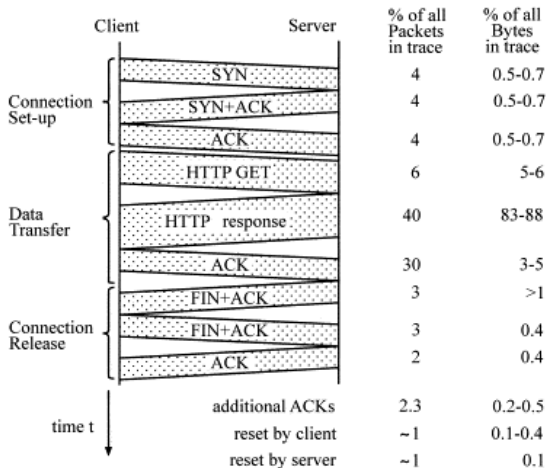 Client Server % of all Packets in trace % of all Bytes in trace
Connection Set-up
SYN 4 0.5-0.7
SYN+ACK 4 0.5-0.7
ACK 4 0.5-0.7
Data Transfer
HTTP GET 6 5-6
HTTP response 40 83-88
ACK 30 3-5
Connection Release
FIN+ACK 3 >1
FIN+ACK 3 0.4
ACK 2 0.4
time t
additional ACKs 2.3 0.2-0.5
reset by client ~1 0.1-0.4
reset by server ~1 0.1